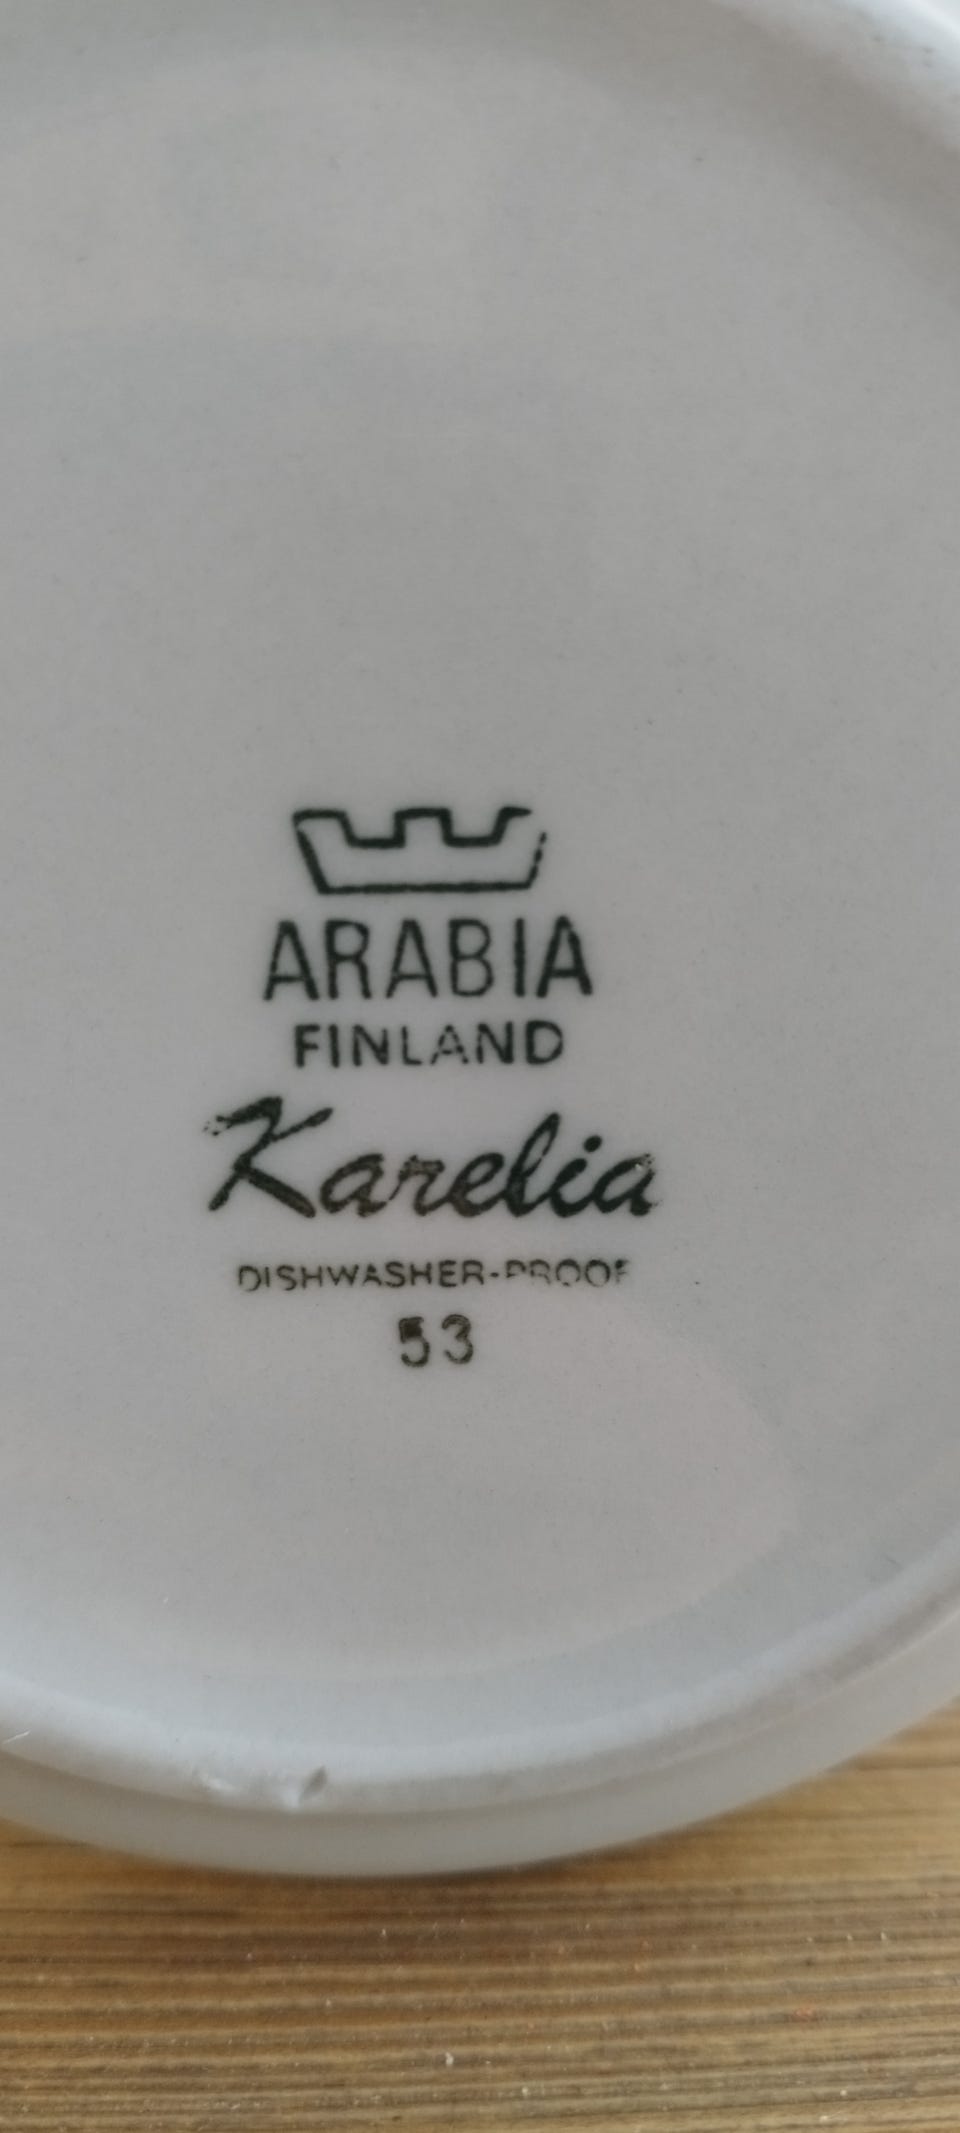 ARABIA
FINLAND
Karelia
DISHWASHER-PROOF
53